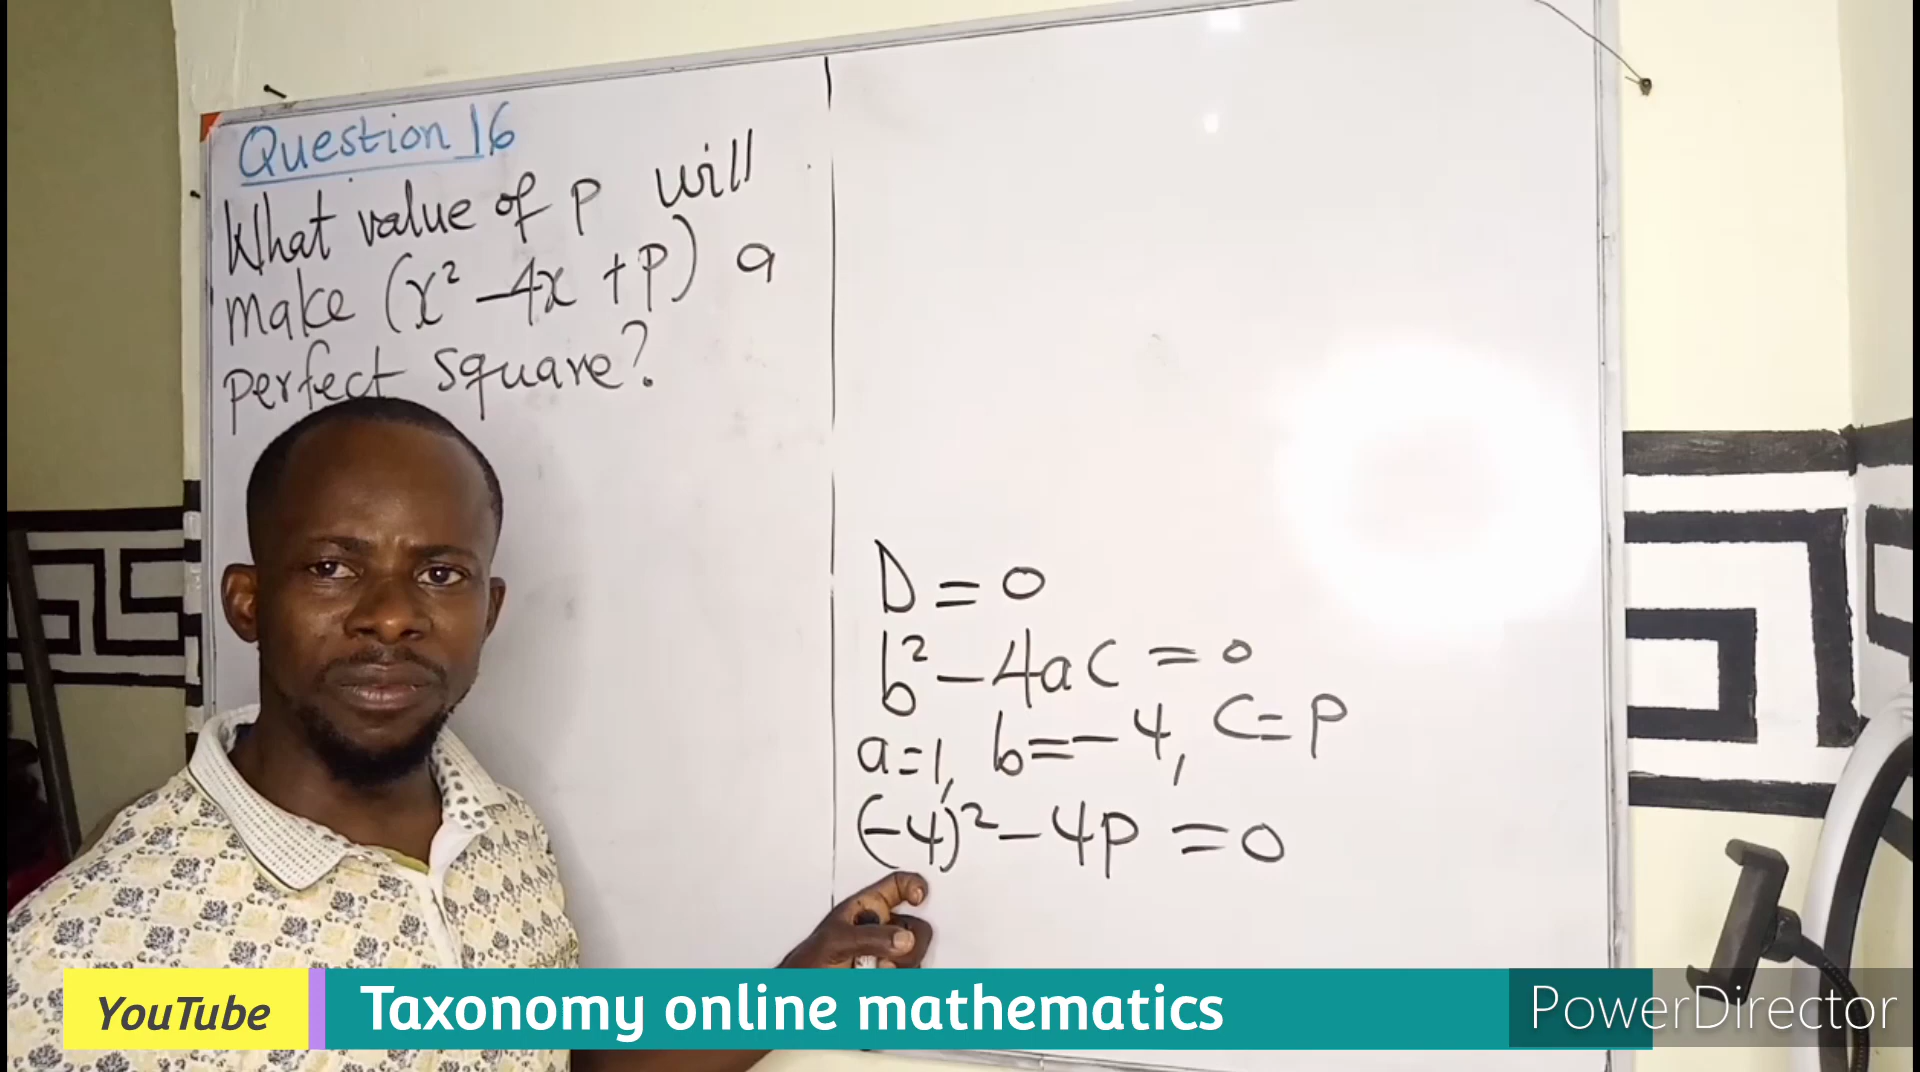 Question 16
What value of p will
make (x² - 4x + p) a
perfect square?
D = 0
b² - 4ac = 0
a=1, b=-4, c=p
(-4)² - 4p = 0
YouTube
Taxonomy online mathematics
PowerDirector